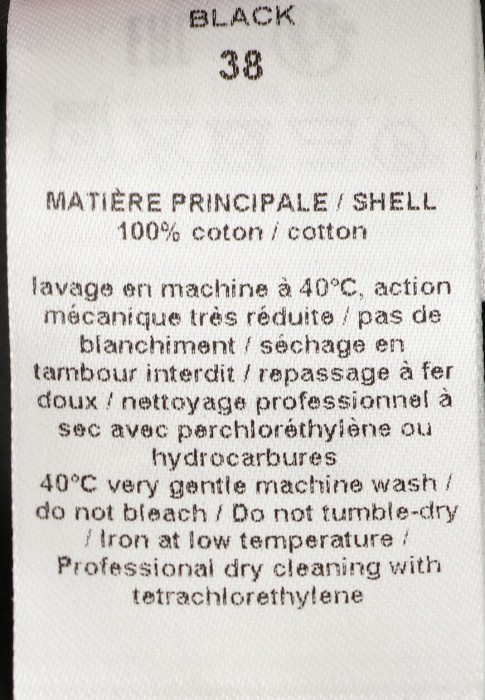 BLACK
38
MATIÈRE PRINCIPALE / SHELL
100% coton / cotton
lavage en machine à 40°C, action
mécanique très réduite / pas de
blanchiment / séchage en
tambour interdit / repassage à fer
doux / nettoyage professionnel à
sec avec perchloréthylène ou
hydrocarbures
40°C very gentle machine wash /
do not bleach / Do not tumble-dry
/ Iron at low temperature /
Professional dry cleaning with
tetrachlorethylene